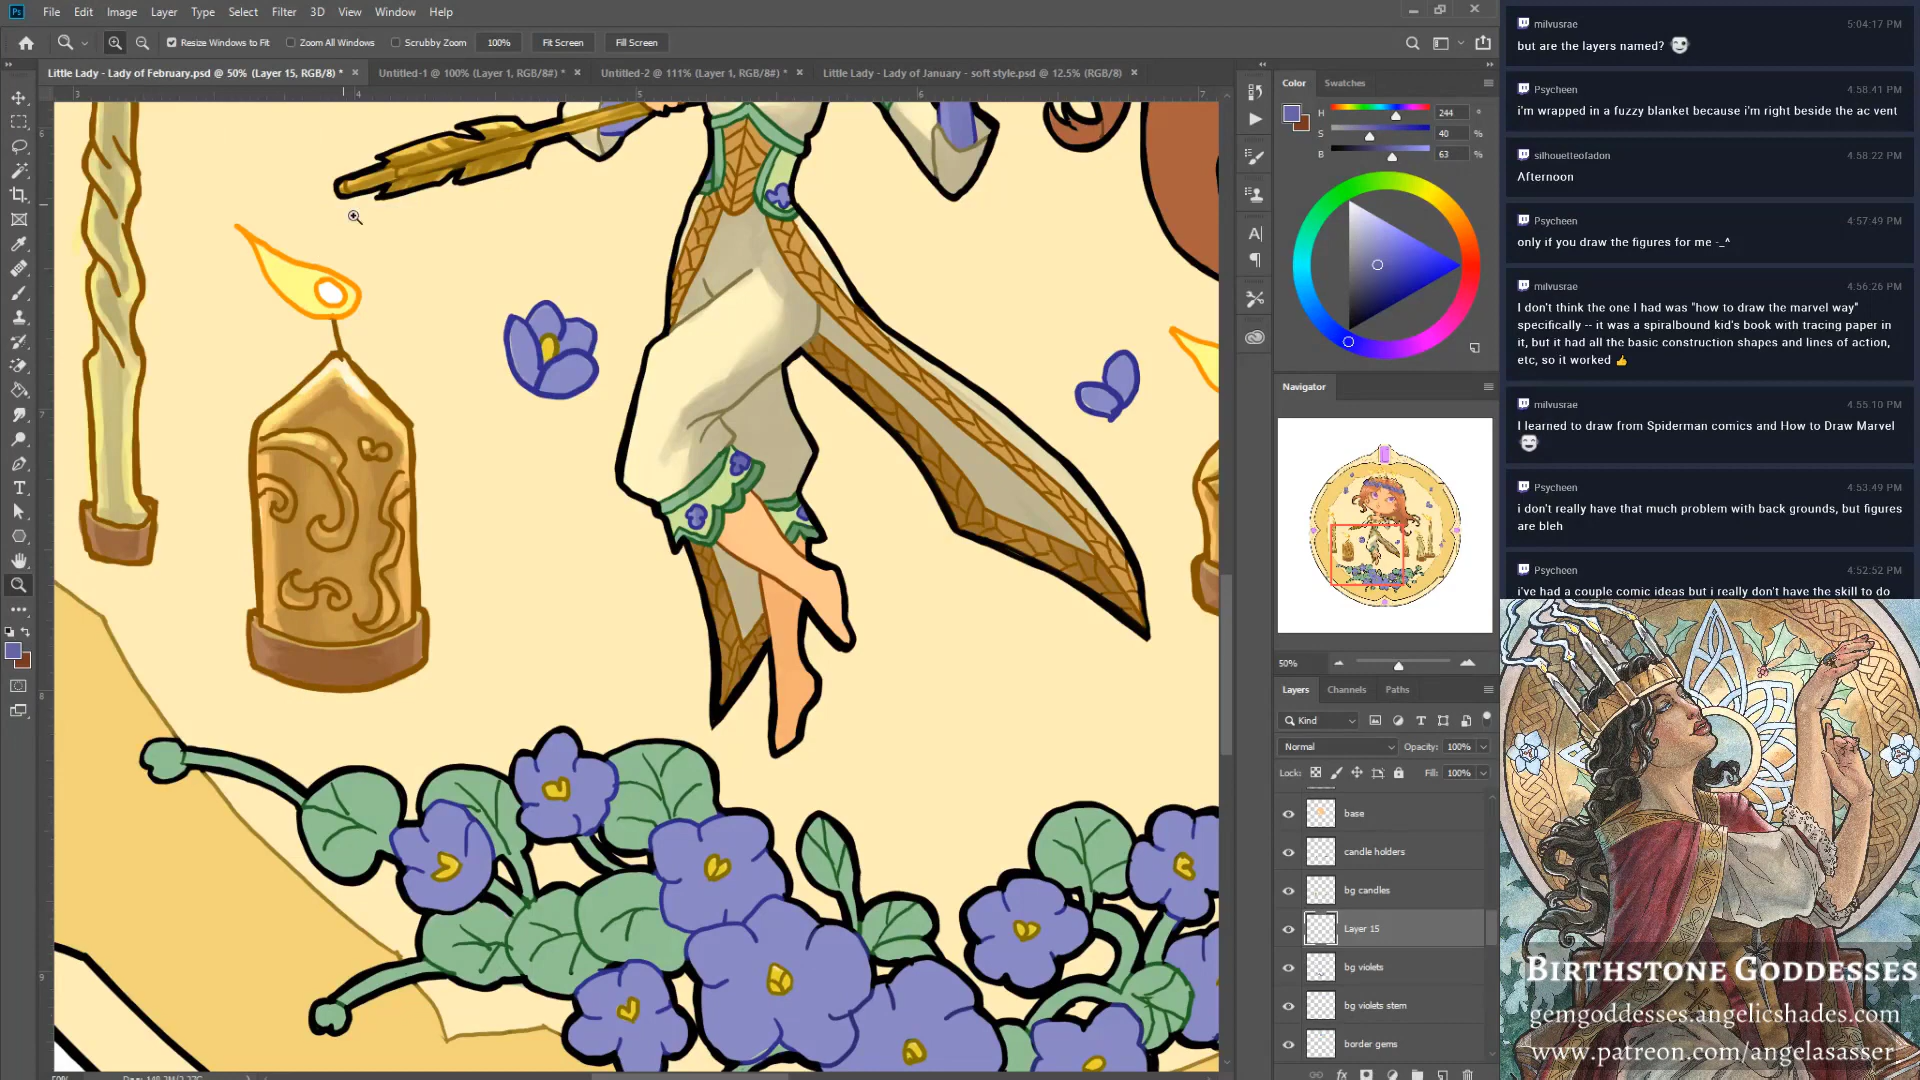 File Edit Image Layer Type Select Filter 3D View Window Help
Resize Windows to Fit Zoom All Windows Scrubby Zoom 100% Fit Screen Fill Screen
Little Lady - Lady of February.psd @ 50% (Layer 15, RGB/8) *
Untitled-1 @ 100% (Layer 1, RGB/8#) *
Untitled-2 @ 111% (Layer 1, RGB/8#) *
Little Lady - Lady of January - soft style.psd @ 12.5% (RGB/8)
3 4 5 6 7
6
7
8
9
Color Swatches
H 244 °
S 40 %
B 63 %
Navigator
50%
Layers Channels Paths
Kind
Normal Opacity: 100%
Lock: Fill: 100%
base
candle holders
bg candles
Layer 15
bg violets
bg violets stem
border gems
milvusrae 5:04:17 PM
but are the layers named?
Psycheen 4:58:41 PM
i'm wrapped in a fuzzy blanket because i'm right beside the ac vent
silhouetteofadon 4:58:22 PM
Afternoon
Psycheen 4:57:49 PM
only if you draw the figures for me -_^
milvusrae 4:56:26 PM
I don't think the one I had was "how to draw the marvel way"
specifically -- it was a spiralbound kid's book with tracing paper in
it, but it had all the basic construction shapes and lines of action,
etc, so it worked 👍
milvusrae 4:55:10 PM
I learned to draw from Spiderman comics and How to Draw Marvel
Psycheen 4:53:49 PM
i don't really have that much problem with back grounds, but figures
are bleh
Psycheen 4:52:52 PM
i've had a couple comic ideas but i really don't have the skill to do
Birthstone Goddesses
gemgoddesses.angelicshades.com
www.patreon.com/angelasasser